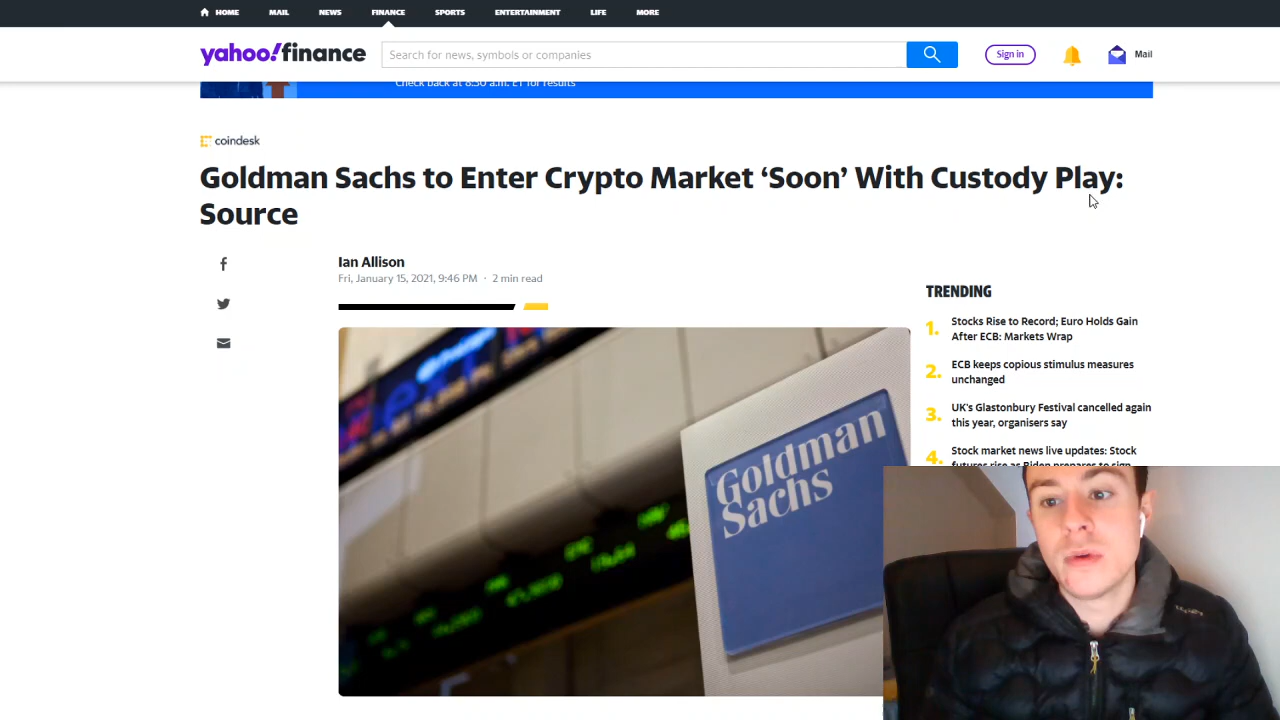 HOME
MAIL
NEWS
FINANCE
SPORTS
ENTERTAINMENT
LIFE
MORE
yahoo!finance
Search for news, symbols or companies
Sign in
Mail
Check back at 8:30 a.m. ET for results
coindesk
Goldman Sachs to Enter Crypto Market ‘Soon’ With Custody Play:
Source
Ian Allison
Fri, January 15, 2021, 9:46 PM · 2 min read
TRENDING
1. Stocks Rise to Record; Euro Holds Gain
After ECB: Markets Wrap
2. ECB keeps copious stimulus measures
unchanged
3. UK's Glastonbury Festival cancelled again
this year, organisers say
4. Stock market news live updates: Stock
futures rise as Biden prepares to sign
Goldman
Sachs